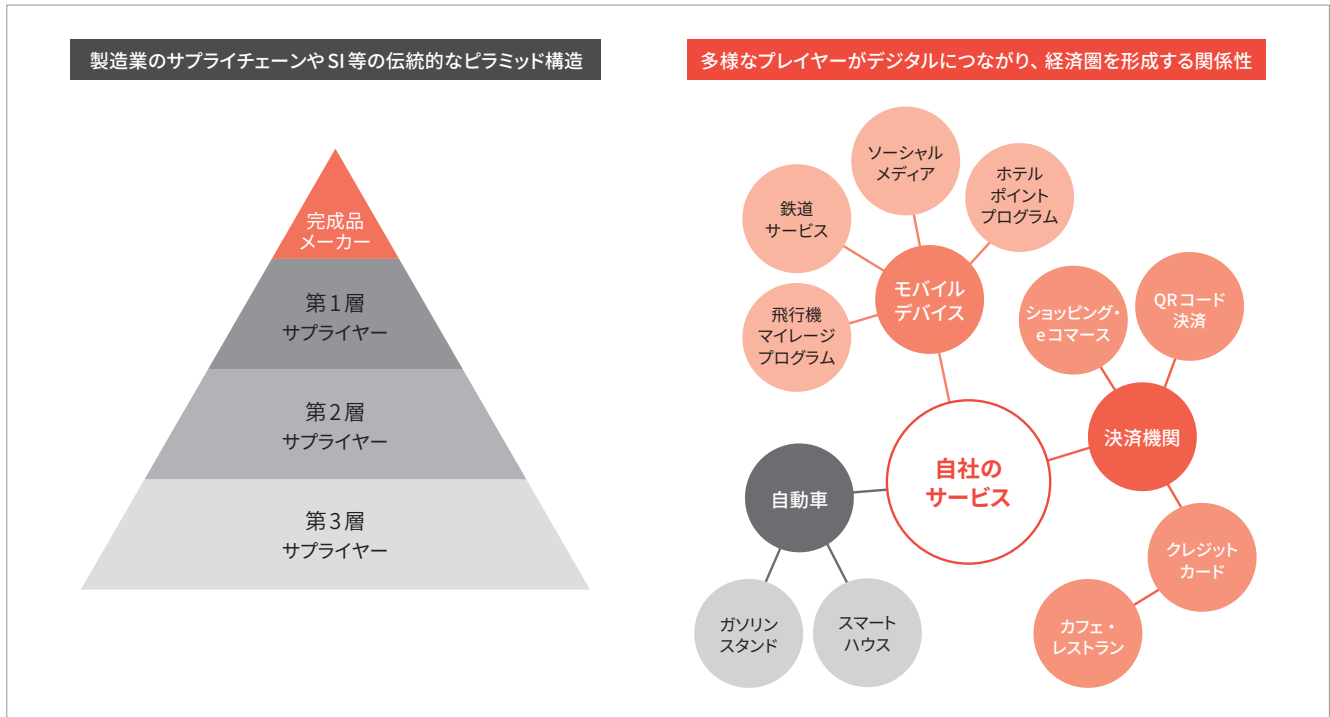 製造業のサプライチェーンやSI等の伝統的なピラミッド構造
完成品
メーカー
第1層
サプライヤー
第2層
サプライヤー
第3層
サプライヤー
多様なプレイヤーがデジタルにつながり、経済圏を形成する関係性
ソーシャル
メディア
ホテル
ポイント
プログラム
鉄道
サービス
モバイル
デバイス
飛行機
マイレージ
プログラム
ショッピング・
eコマース
QRコード
決済
決済機関
自社の
サービス
自動車
クレジット
カード
ガソリン
スタンド
スマート
ハウス
カフェ・
レストラン